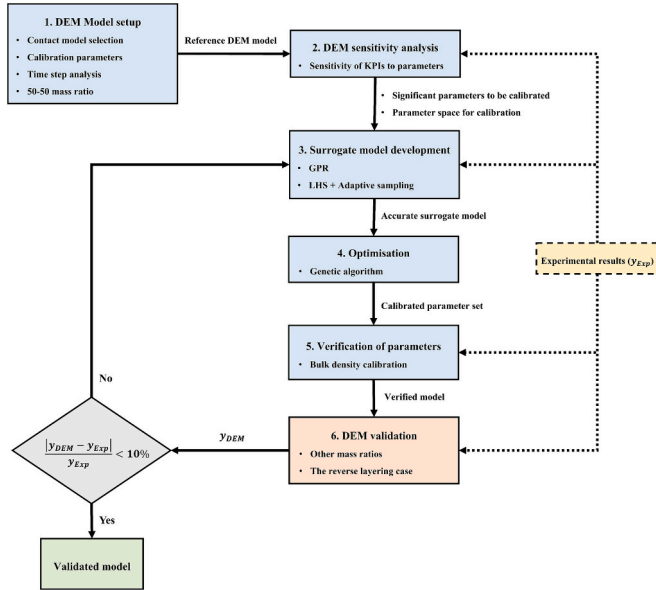 1. DEM Model setup
• Contact model selection
• Calibration parameters
• Time step analysis
• 50-50 mass ratio
Reference DEM model
2. DEM sensitivity analysis
• Sensitivity of KPIs to parameters
• Significant parameters to be calibrated
• Parameter space for calibration
3. Surrogate model development
• GPR
• LHS + Adaptive sampling
Accurate surrogate model
4. Optimisation
• Genetic algorithm
Experimental results (y_Exp)
Calibrated parameter set
5. Verification of parameters
• Bulk density calibration
Verified model
6. DEM validation
• Other mass ratios
• The reverse layering case
y_DEM
No
|y_DEM − y_Exp| / y_Exp < 10%
Yes
Validated model